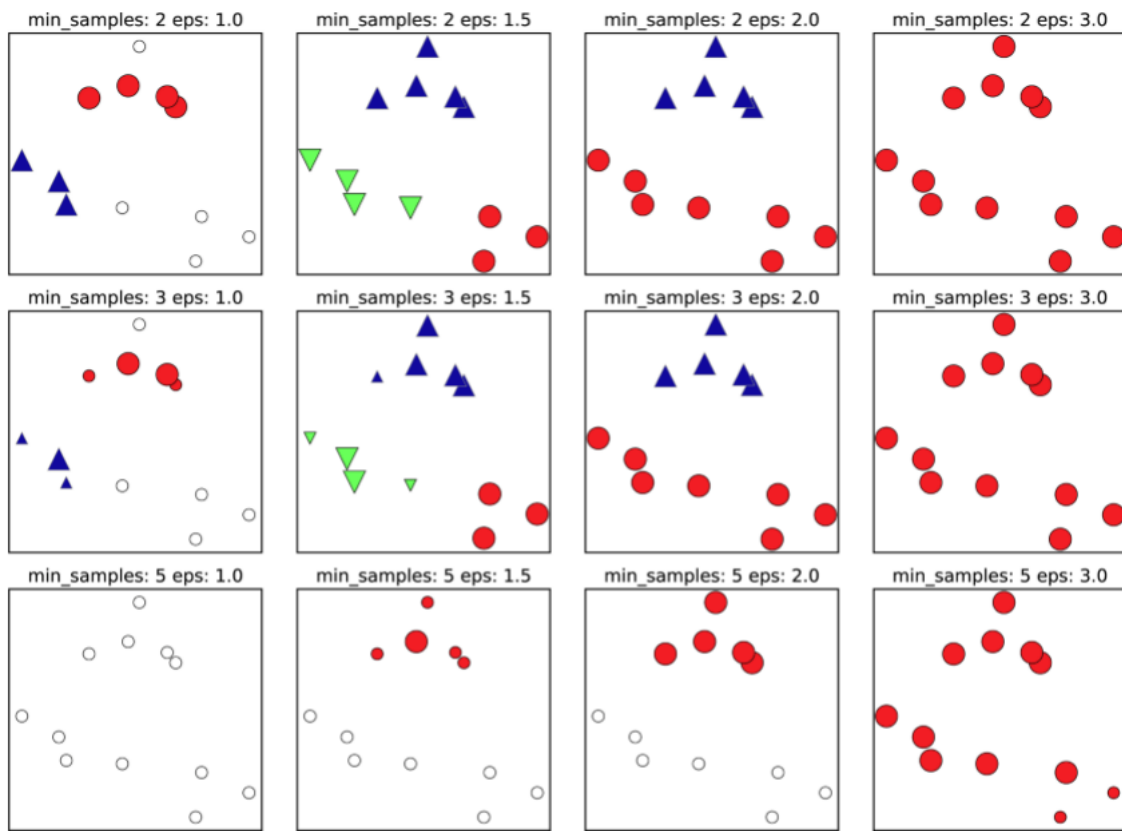 min_samples: 2 eps: 1.0
min_samples: 2 eps: 1.5
min_samples: 2 eps: 2.0
min_samples: 2 eps: 3.0
min_samples: 3 eps: 1.0
min_samples: 3 eps: 1.5
min_samples: 3 eps: 2.0
min_samples: 3 eps: 3.0
min_samples: 5 eps: 1.0
min_samples: 5 eps: 1.5
min_samples: 5 eps: 2.0
min_samples: 5 eps: 3.0